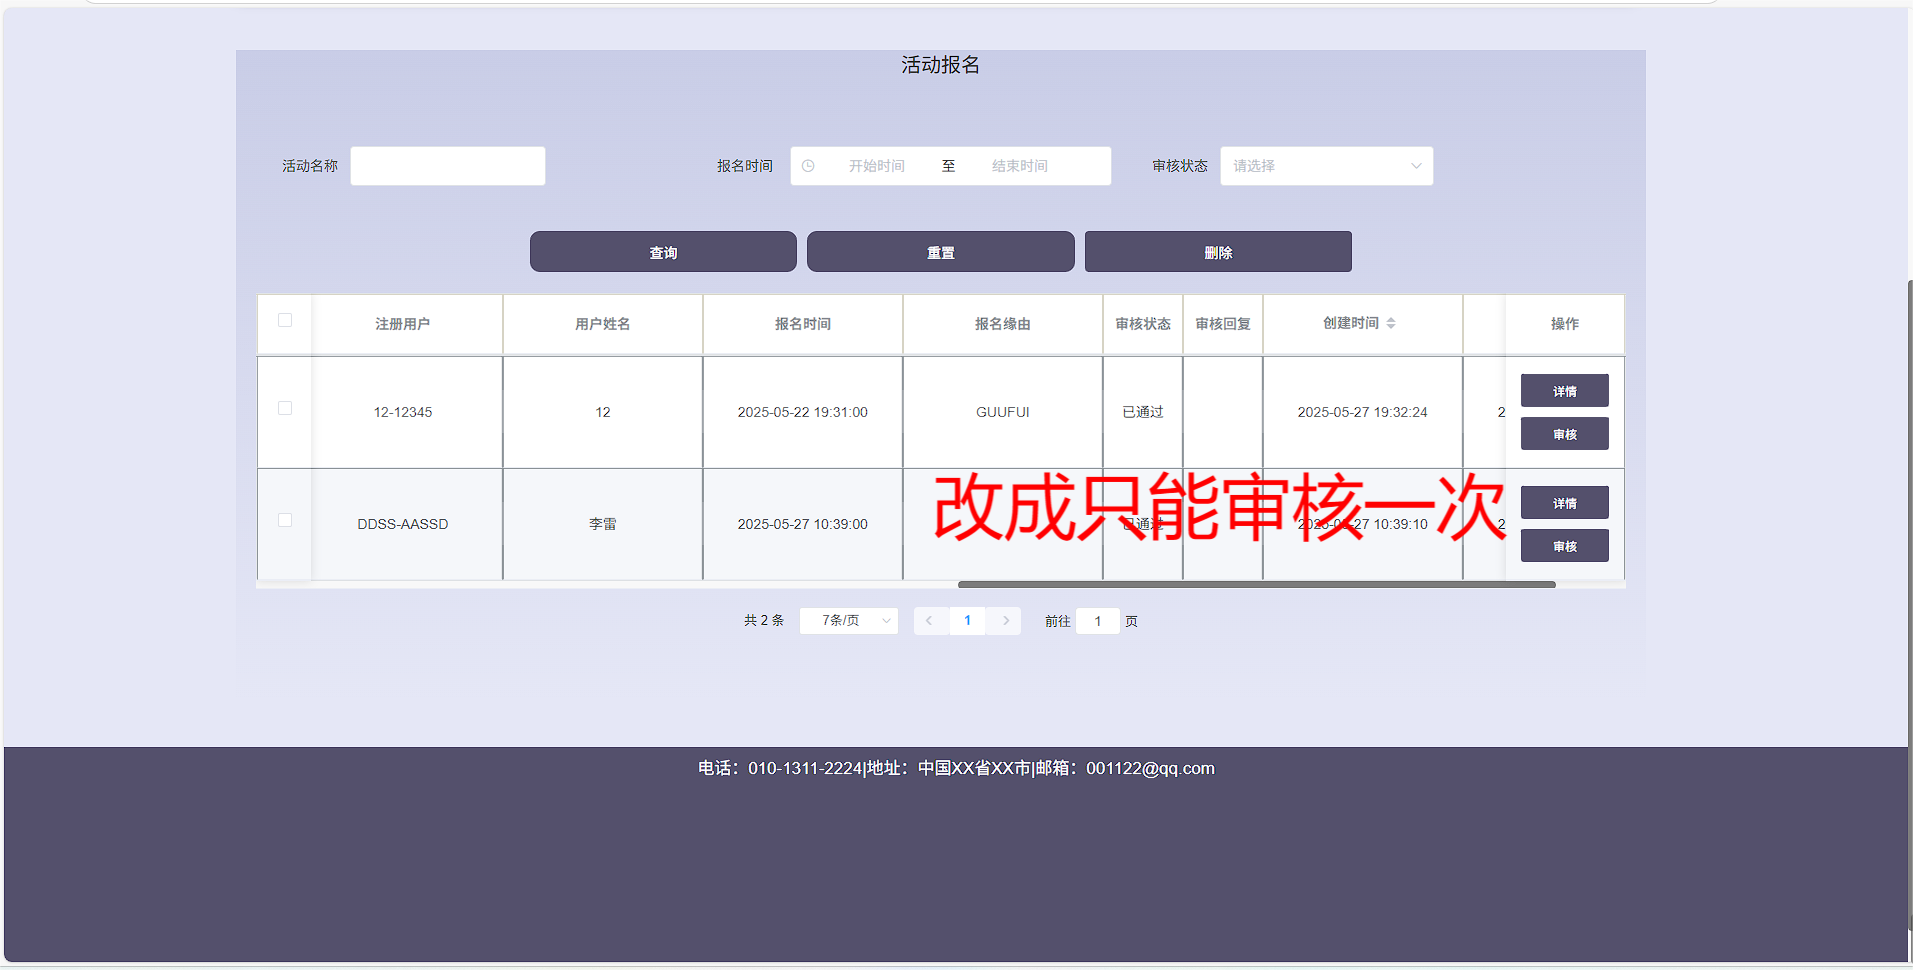 活动报名
活动名称 报名时间 开始时间 至 结束时间 审核状态 请选择
查询 重置 删除
注册用户 用户姓名 报名时间 报名缘由 审核状态 审核回复 创建时间 操作
12-12345 12 2025-05-22 19:31:00 GUUFUI 已通过 2025-05-27 19:32:24 2 详情
审核
DDSS-AASSD 李雷 2025-05-27 10:39:00 已通过 2025-05-27 10:39:10 2 详情
审核
改成只能审核一次
共 2 条 7条/页 1 前往 1 页
电话：010-1311-2224|地址：中国XX省XX市|邮箱：001122@qq.com